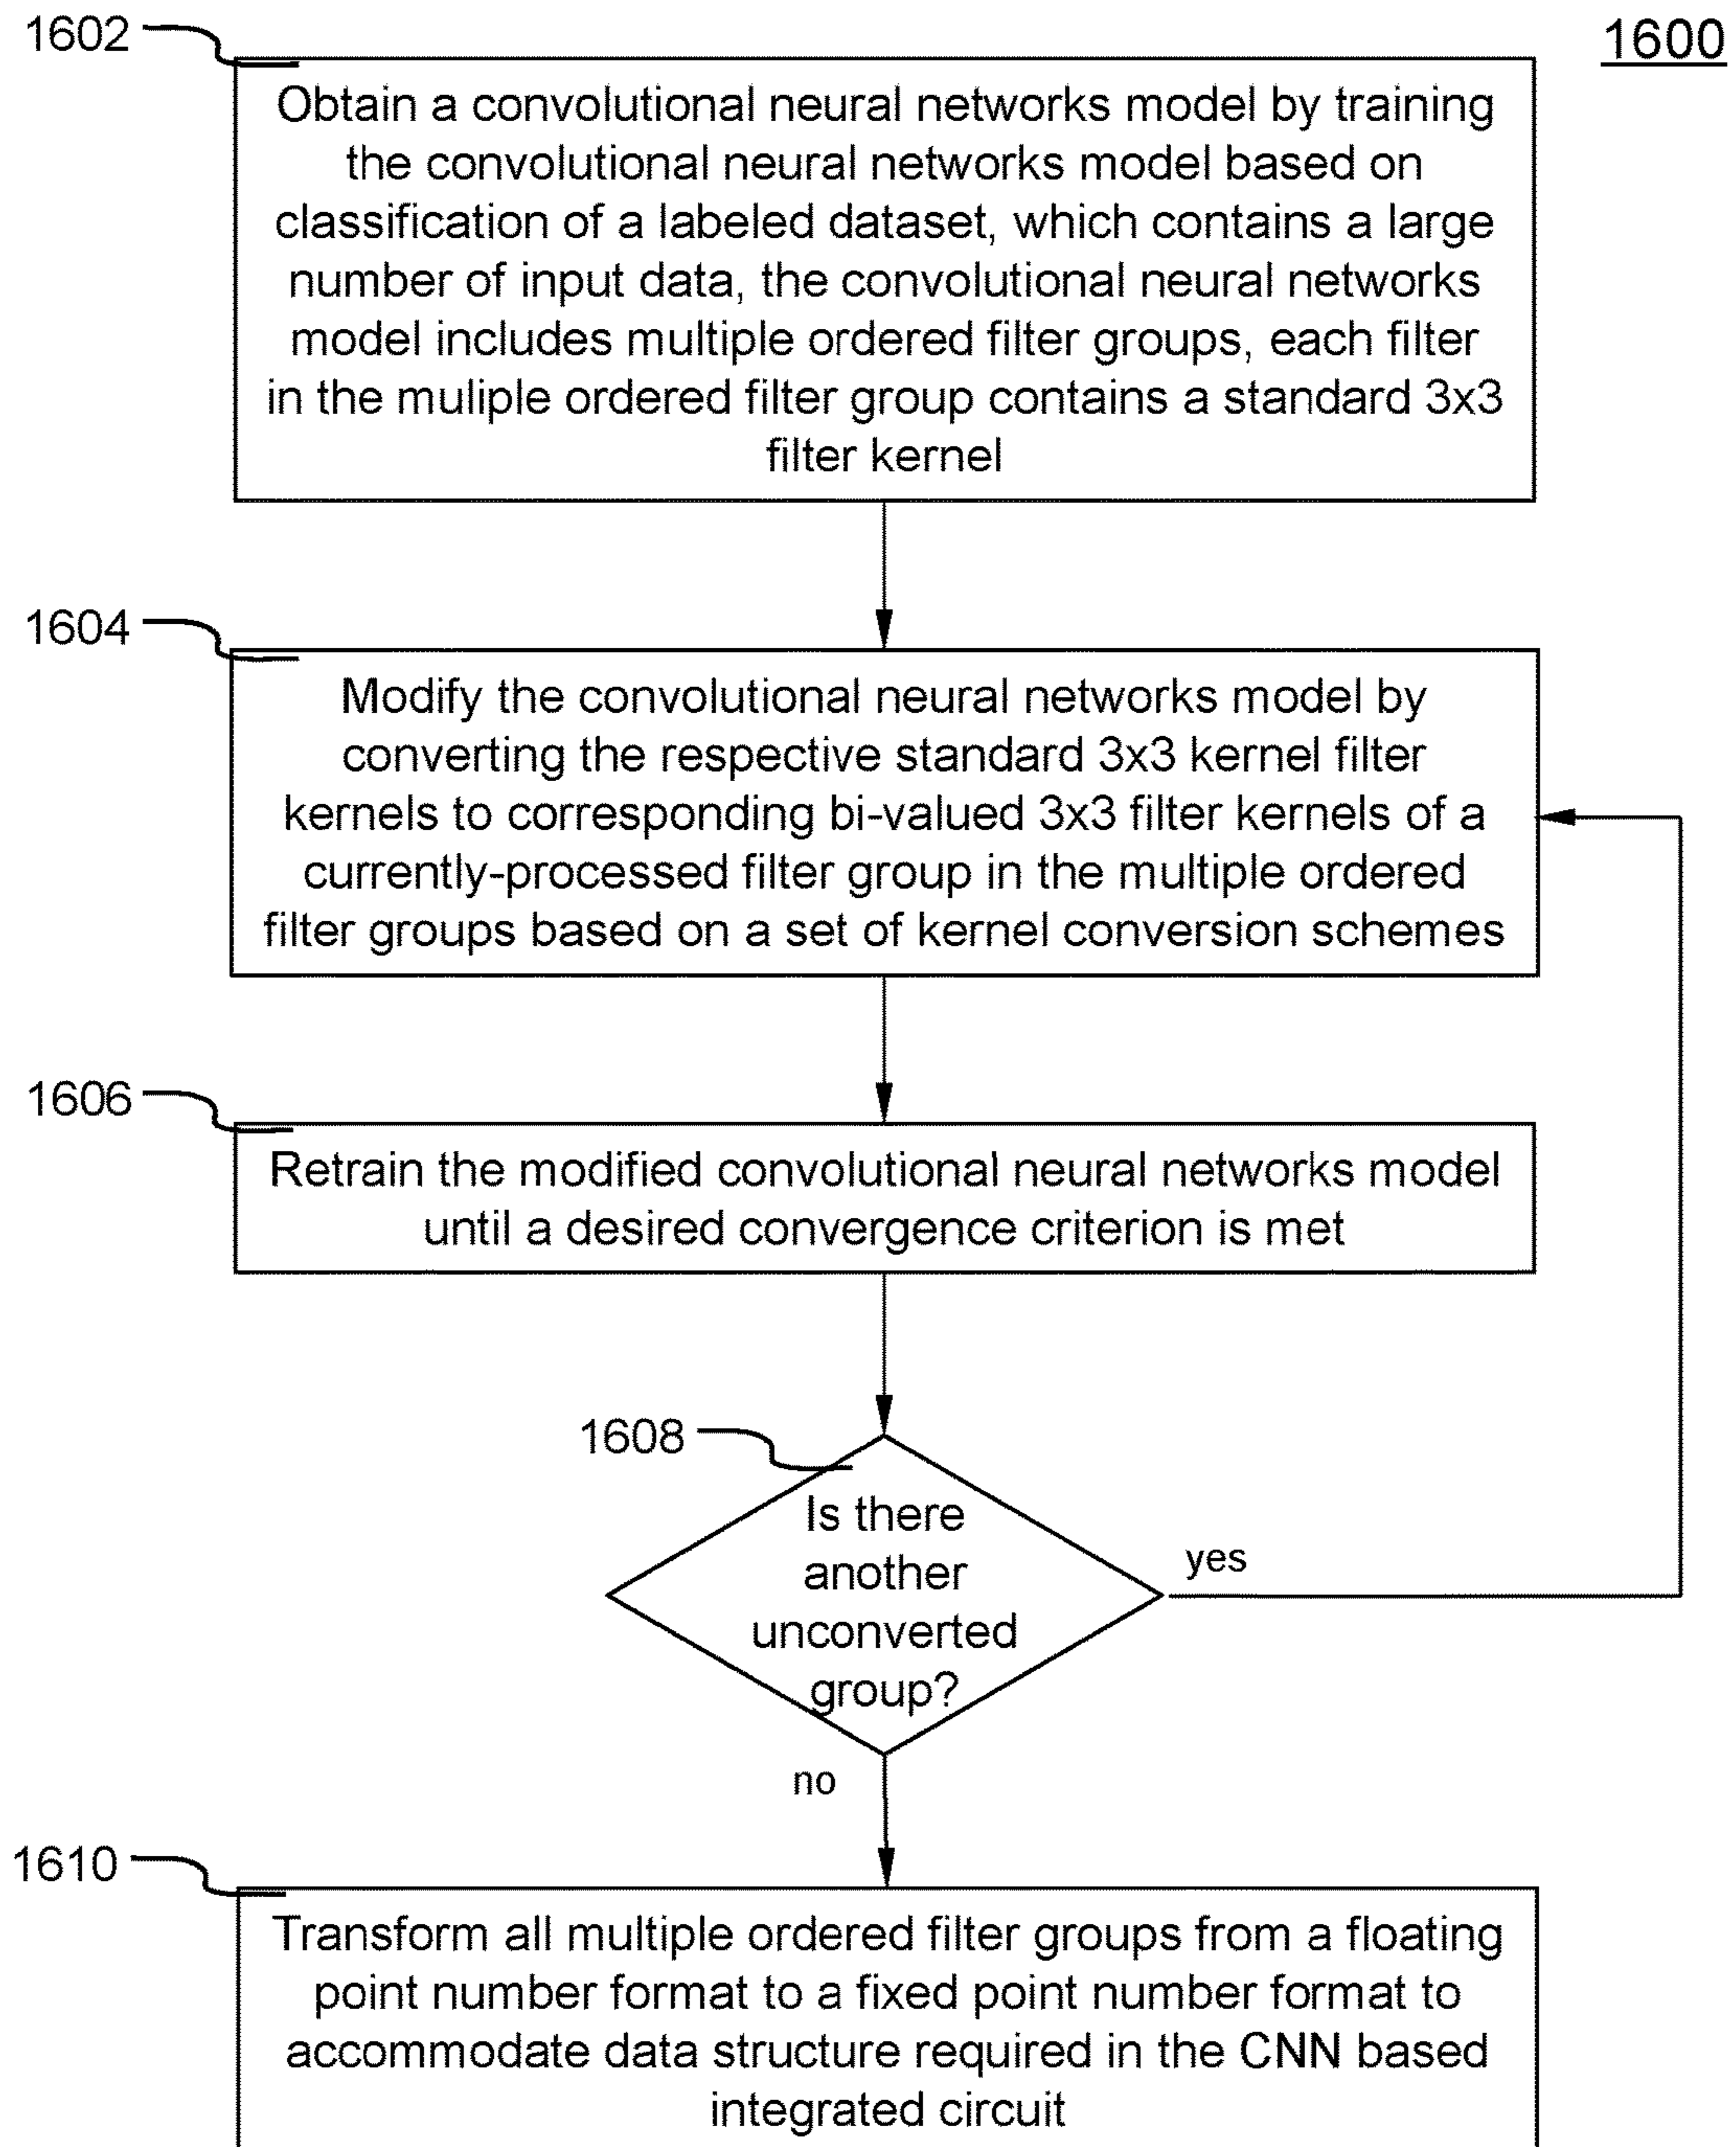 1602
1600
Obtain a convolutional neural networks model by training
the convolutional neural networks model based on
classification of a labeled dataset, which contains a large
number of input data, the convolutional neural networks
model includes multiple ordered filter groups, each filter
in the muliple ordered filter group contains a standard 3x3
filter kernel
1604
Modify the convolutional neural networks model by
converting the respective standard 3x3 kernel filter
kernels to corresponding bi-valued 3x3 filter kernels of a
currently-processed filter group in the multiple ordered
filter groups based on a set of kernel conversion schemes
1606
Retrain the modified convolutional neural networks model
until a desired convergence criterion is met
1608
Is there
another
unconverted
group?
yes
no
1610
Transform all multiple ordered filter groups from a floating
point number format to a fixed point number format to
accommodate data structure required in the CNN based
integrated circuit